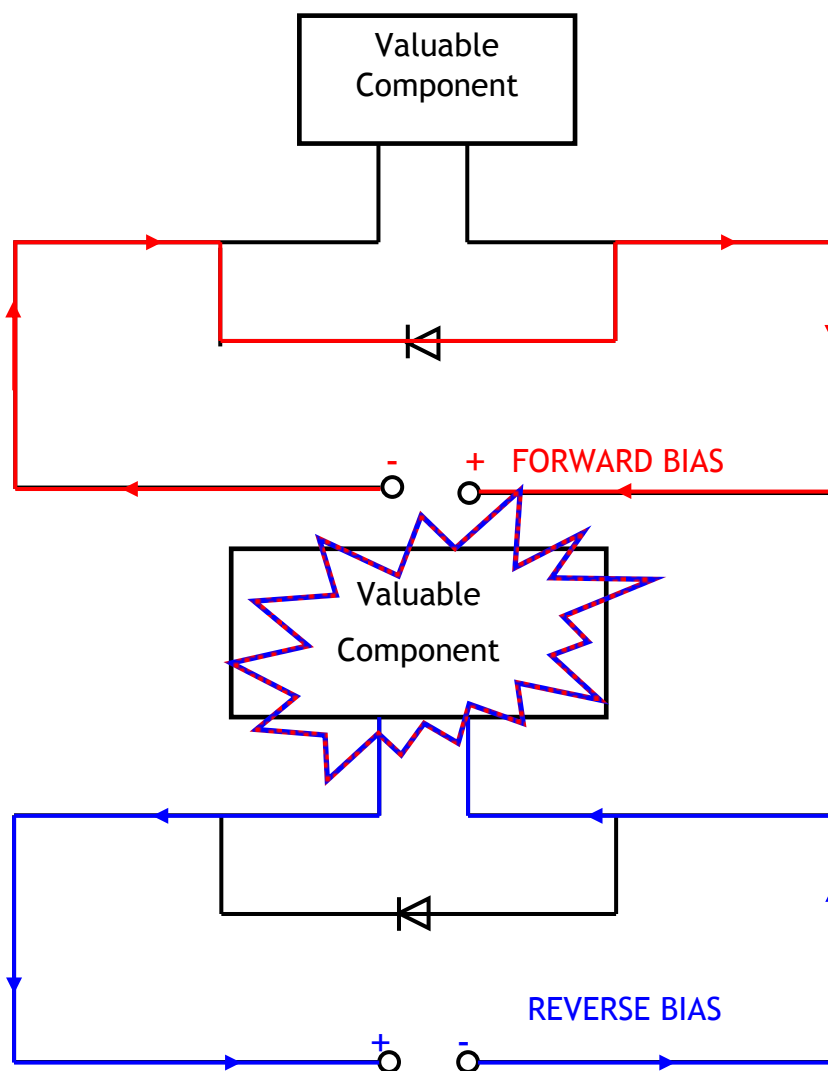 Valuable
Component
- + FORWARD BIAS
Valuable
Component
REVERSE BIAS
+ -